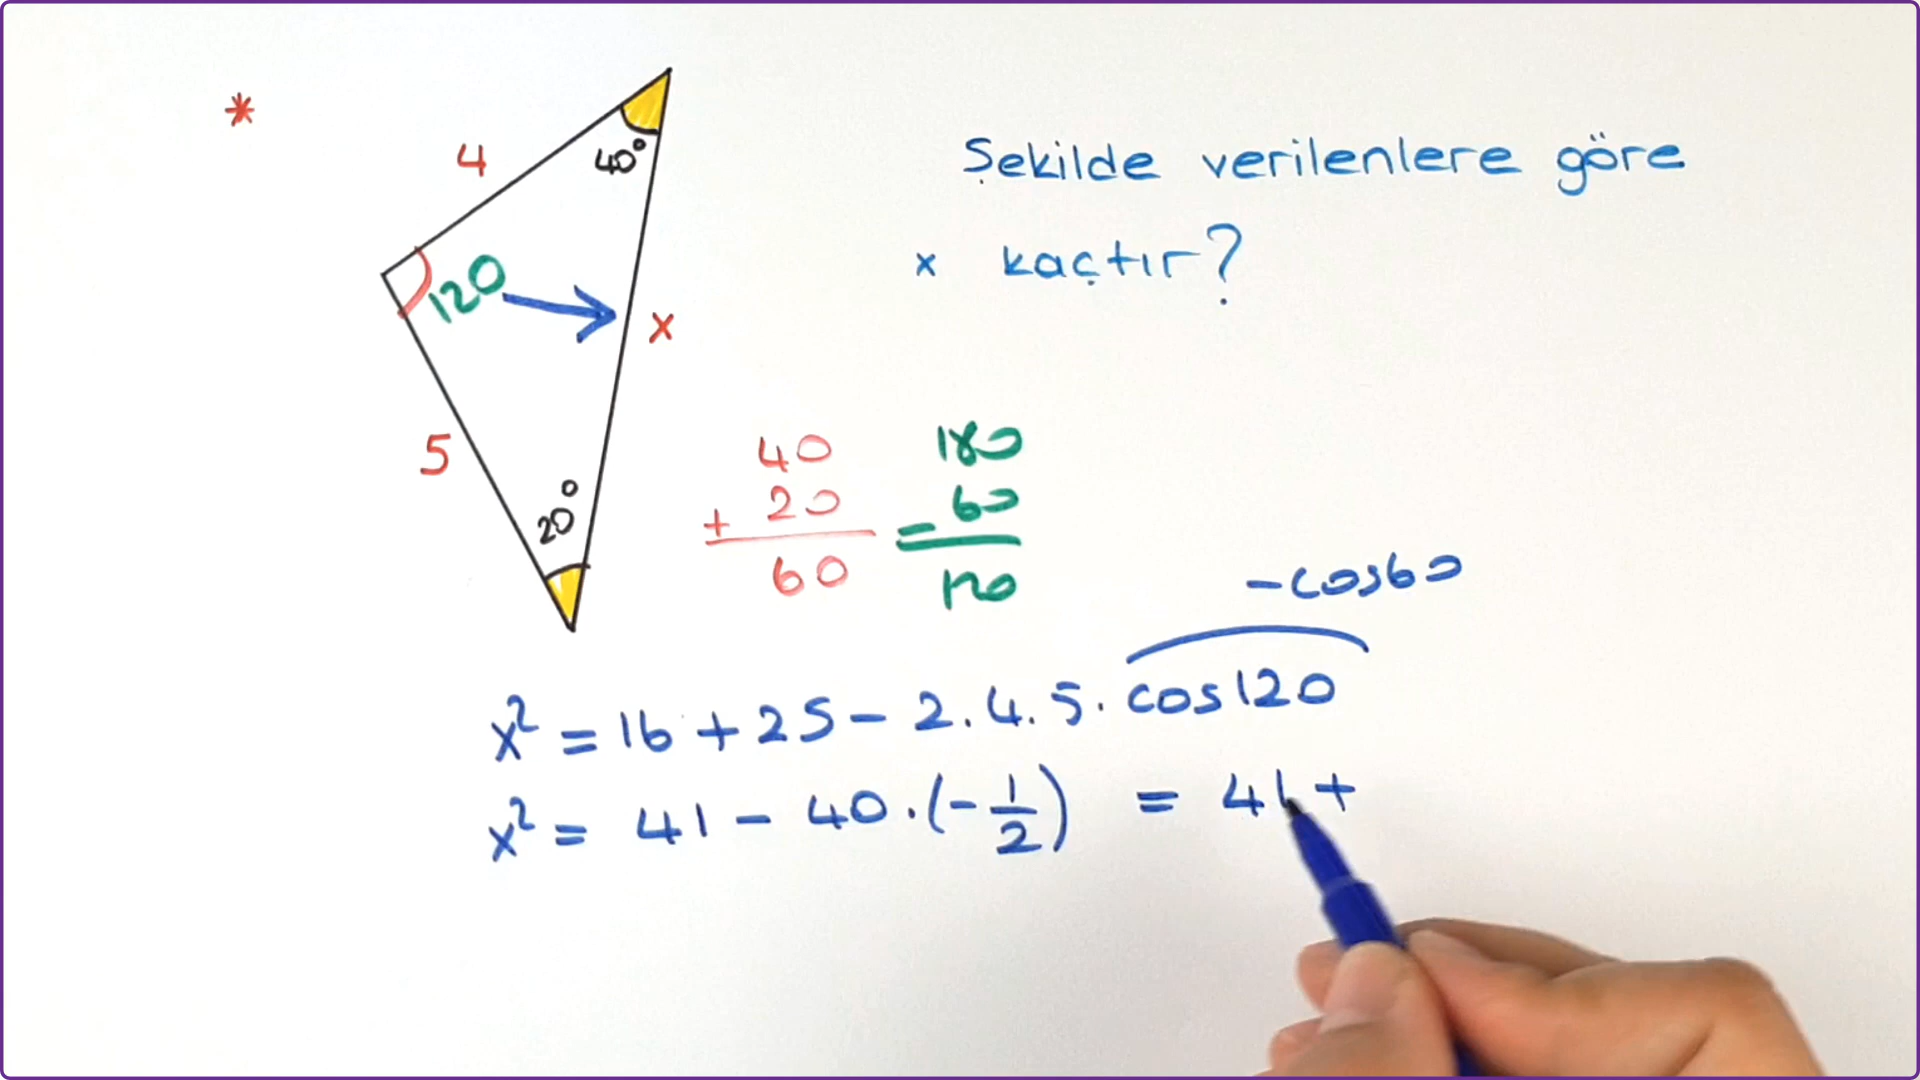 *
4
40°
120
x
5
20°
Şekilde verilenlere göre
x kaçtır?
40
+ 20
60
180
- 60
120
-cos60
x² = 16 + 25 - 2.4.5. cos120
x² = 41 - 40.(-1/2) = 41+